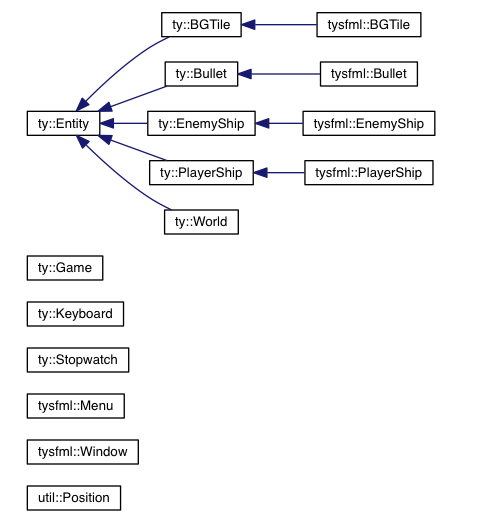 ty::BGTile
tysfml::BGTile
ty::Bullet
tysfml::Bullet
ty::Entity
ty::EnemyShip
tysfml::EnemyShip
ty::PlayerShip
tysfml::PlayerShip
ty::World
ty::Game
ty::Keyboard
ty::Stopwatch
tysfml::Menu
tysfml::Window
util::Position